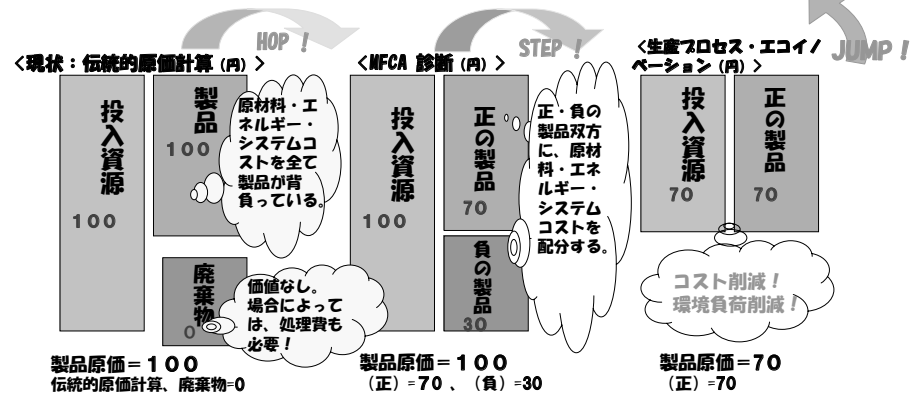 HOP !
<現状：伝統的原価計算（円）>
投入資源
100
製品
100
原材料・エ
ネルギー・
システムコ
ストを全て
製品が背
負っている。
廃棄物
0
価値なし。
場合によって
は、処理費も
必要！
製品原価＝１００
伝統的原価計算、廃棄物=0
STEP !
<MFCA 診断（円）>
投入資源
100
正の製品
70
負の製品
30
正・負の
製品双方
に、原材
料・エネ
ルギー・
システム
コストを
配分する。
製品原価＝１００
（正）=70 、（負）=30
JUMP !
<生産プロセス・エコイノ
ベーション（円）>
投入資源
70
正の製品
70
コスト削減！
環境負荷削減！
製品原価=70
（正）=70